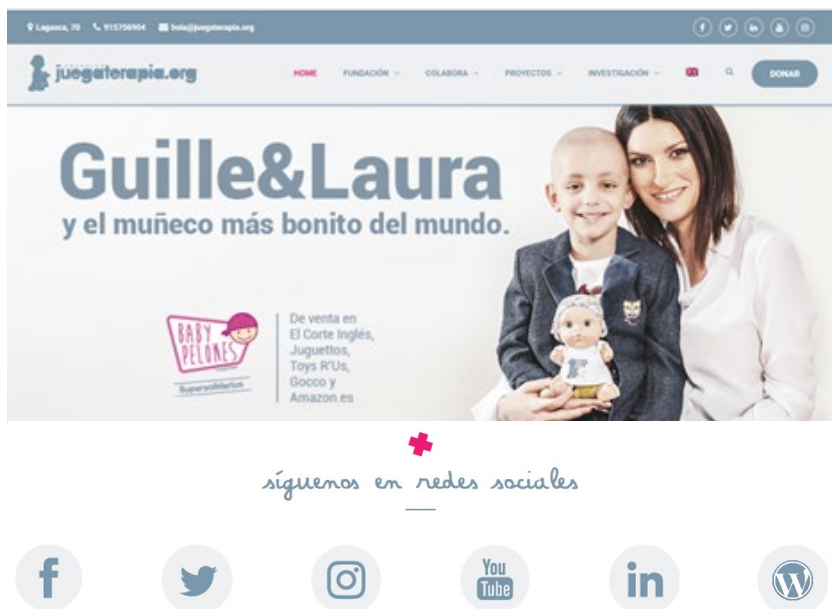 Lagasca, 70 915756904 hola@juegaterapia.org
juegaterapia.org HOME FUNDACIÓN COLABORA PROYECTOS INVESTIGACIÓN DONAR
Guille&Laura
y el muñeco más bonito del mundo.
BABY
PELONES
Supersolidarios
De venta en
El Corte Inglés,
Juguettos,
Toys R'Us,
Gocco y
Amazon.es
síguenos en redes sociales
You
Tube